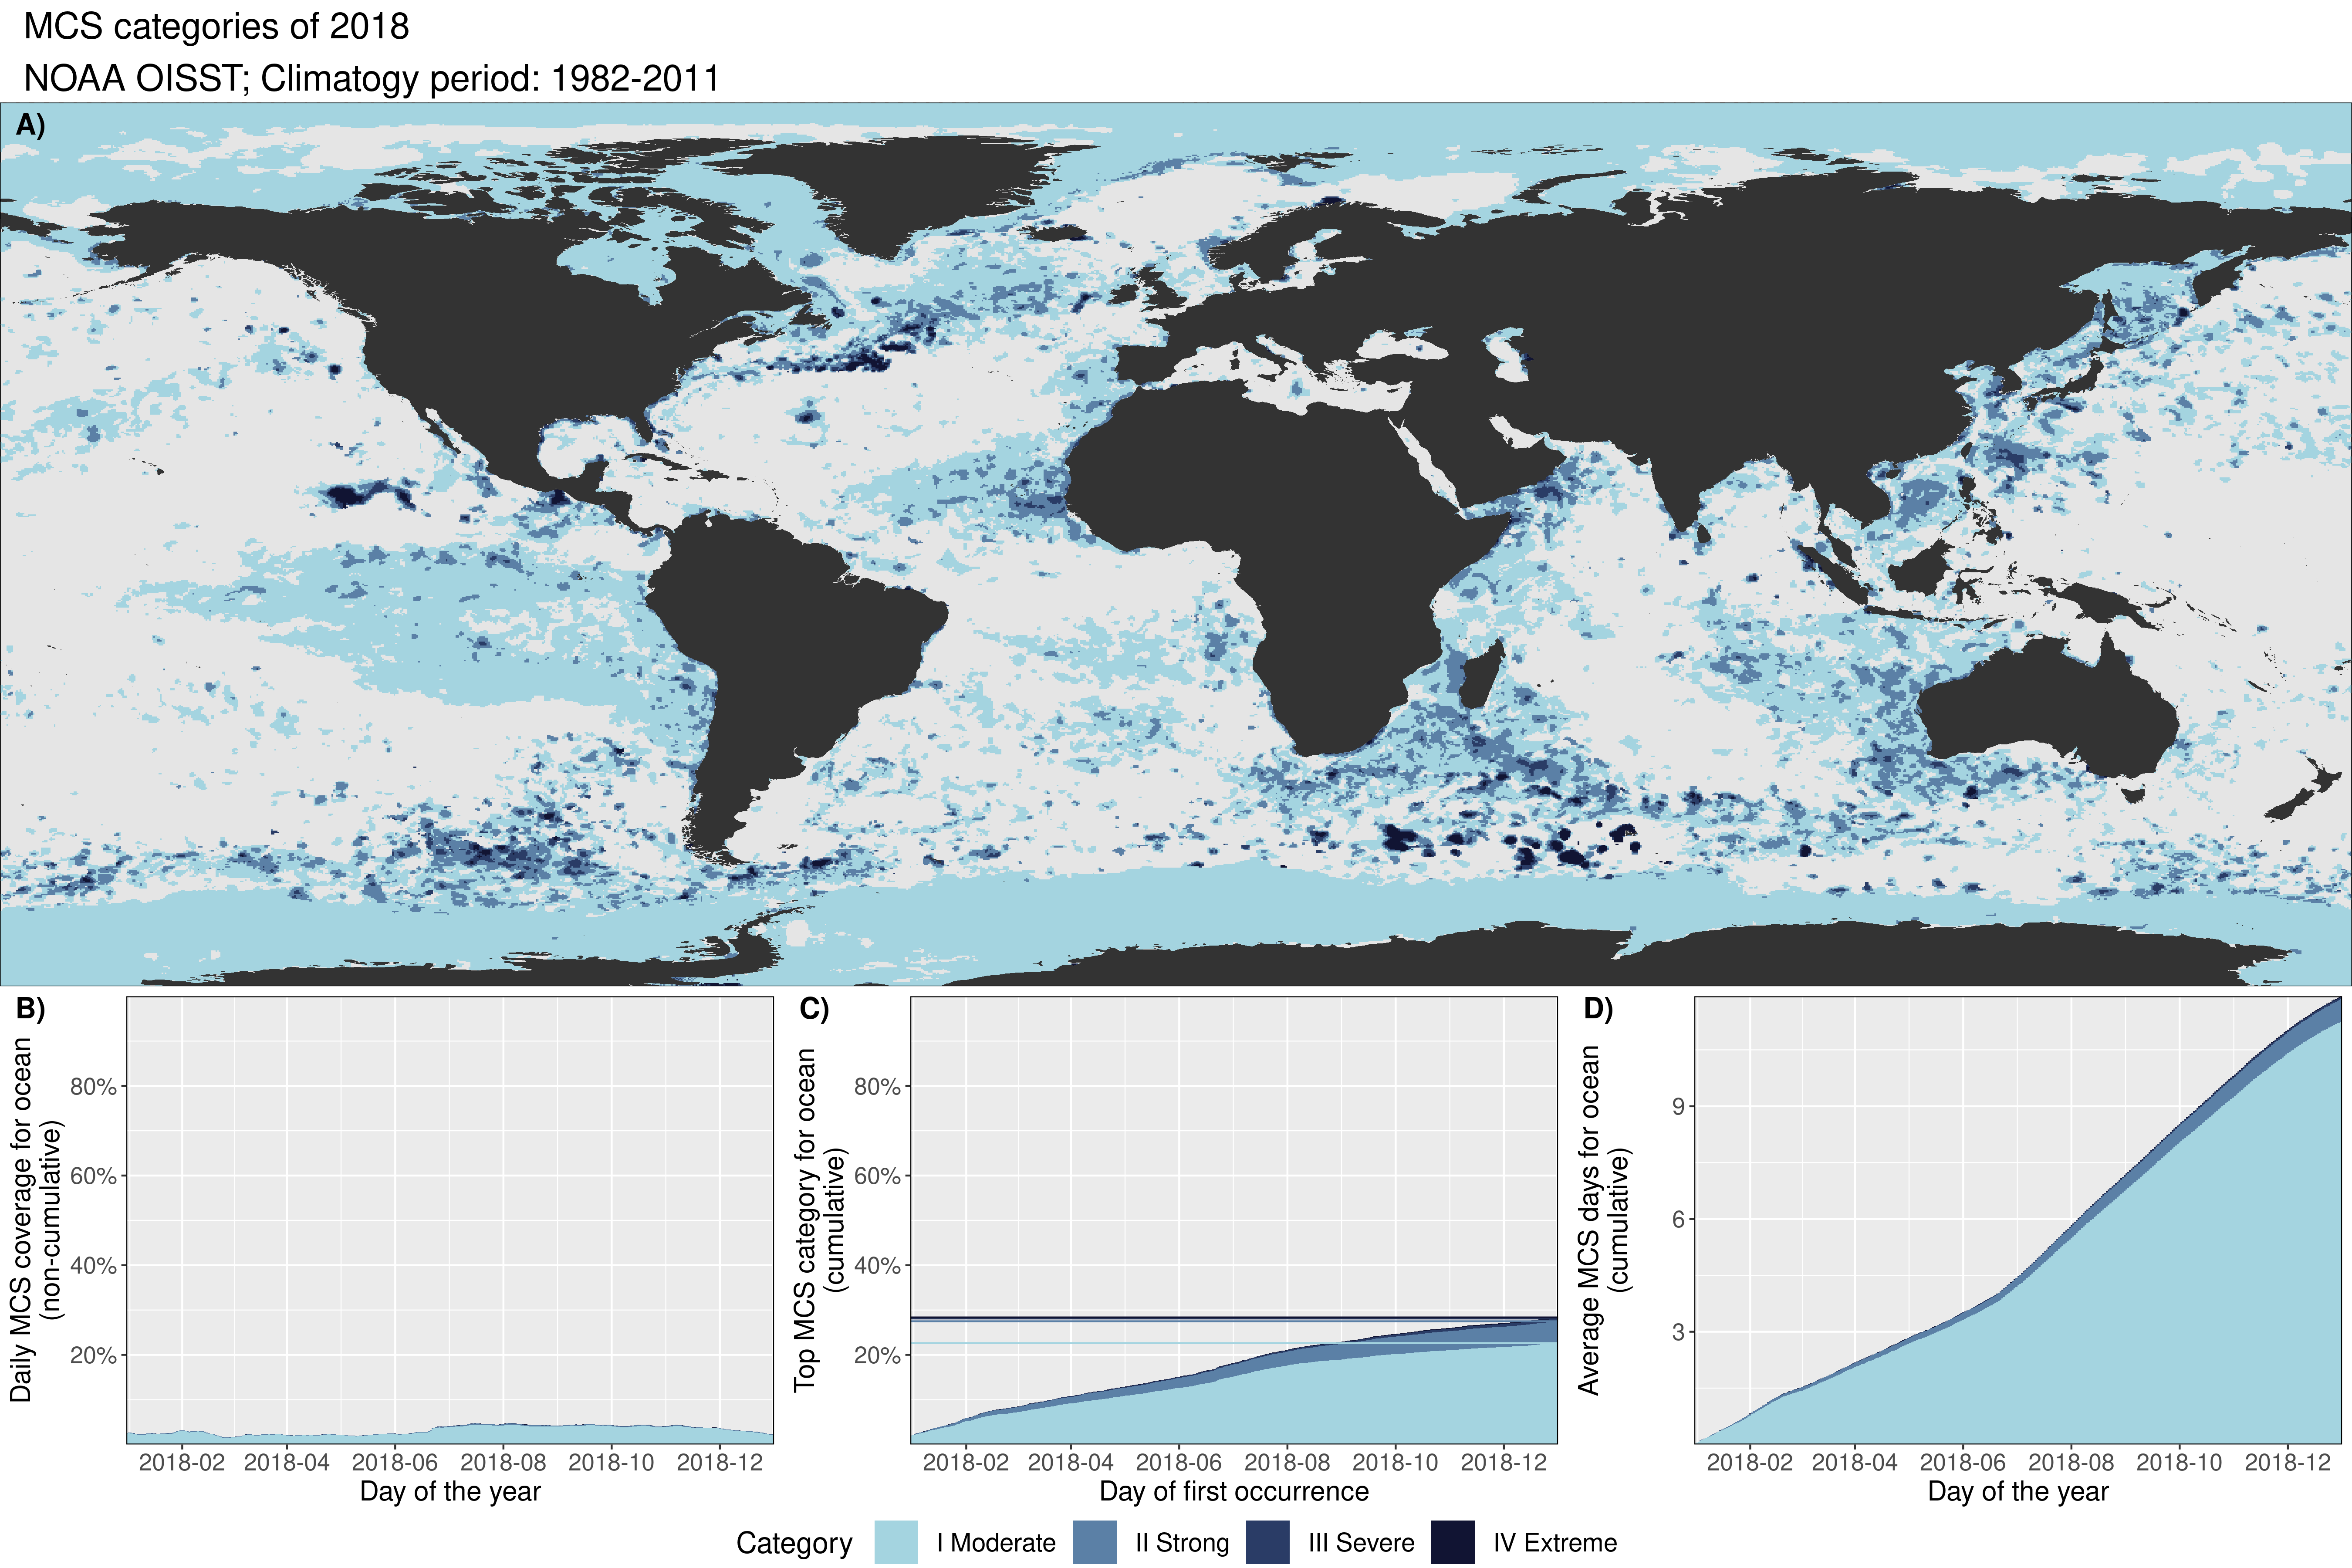 MCS categories of 2018
NOAA OISST; Climatogy period: 1982-2011
A)
B)
Daily MCS coverage for ocean
(non-cumulative)
80%
60%
40%
20%
2018-02 2018-04 2018-06 2018-08 2018-10 2018-12
Day of the year
C)
Top MCS category for ocean
(cumulative)
80%
60%
40%
20%
2018-02 2018-04 2018-06 2018-08 2018-10 2018-12
Day of first occurrence
D)
Average MCS days for ocean
(cumulative)
9
6
3
2018-02 2018-04 2018-06 2018-08 2018-10 2018-12
Day of the year
Category I Moderate II Strong III Severe IV Extreme